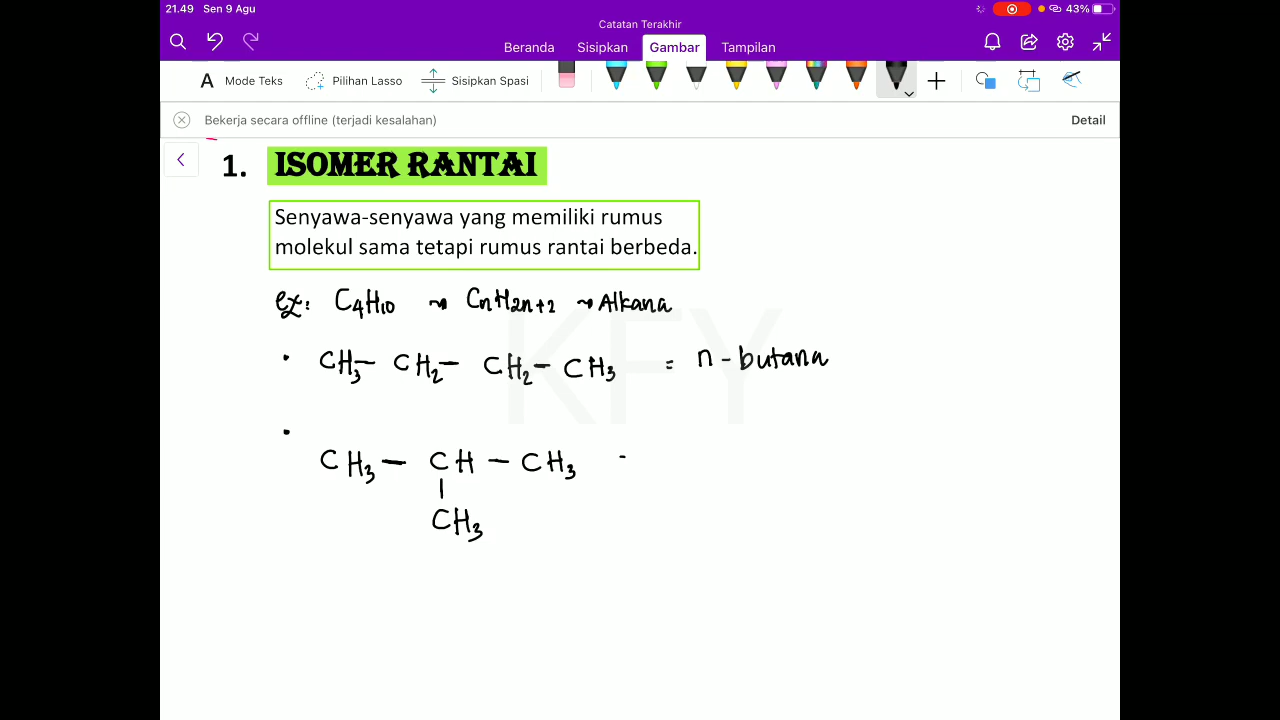 21.49 Sen 9 Agu
43%
Catatan Terakhir
Beranda Sisipkan Gambar Tampilan
A Mode Teks Pilihan Lasso Sisipkan Spasi
Bekerja secara offline (terjadi kesalahan) Detail
1. ISOMER RANTAI
Senyawa-senyawa yang memiliki rumus
molekul sama tetapi rumus rantai berbeda.
ex: C4H10 ⤳ CnH2n+2 ⤳ Alkana
• CH3 – CH2 – CH2 – CH3 = n - butana
•
CH3 – CH – CH3 -
|
CH3
KFY